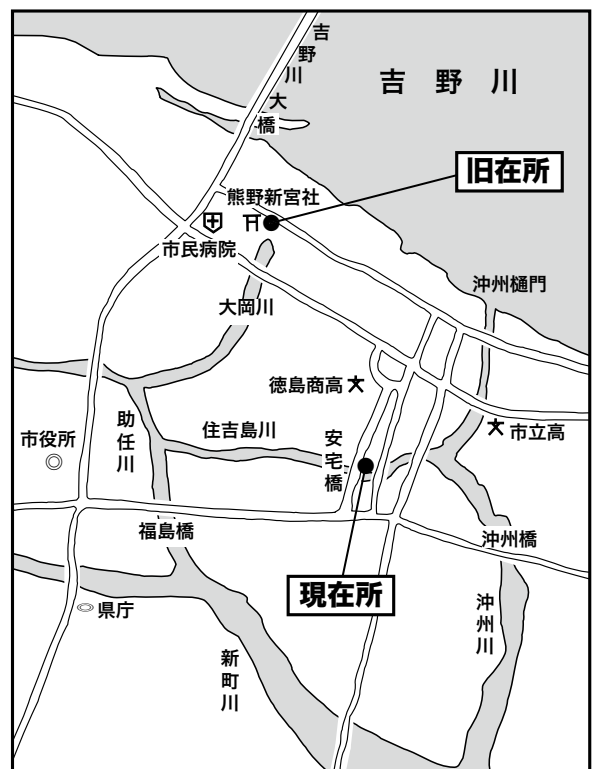 吉野川大橋
吉野川
旧在所
熊野新宮社
市民病院
沖州樋門
大岡川
徳島商高
助任川
住吉島川
安宅橋
市立高
市役所
福島橋
沖州橋
現在所
県庁
沖州川
新町川